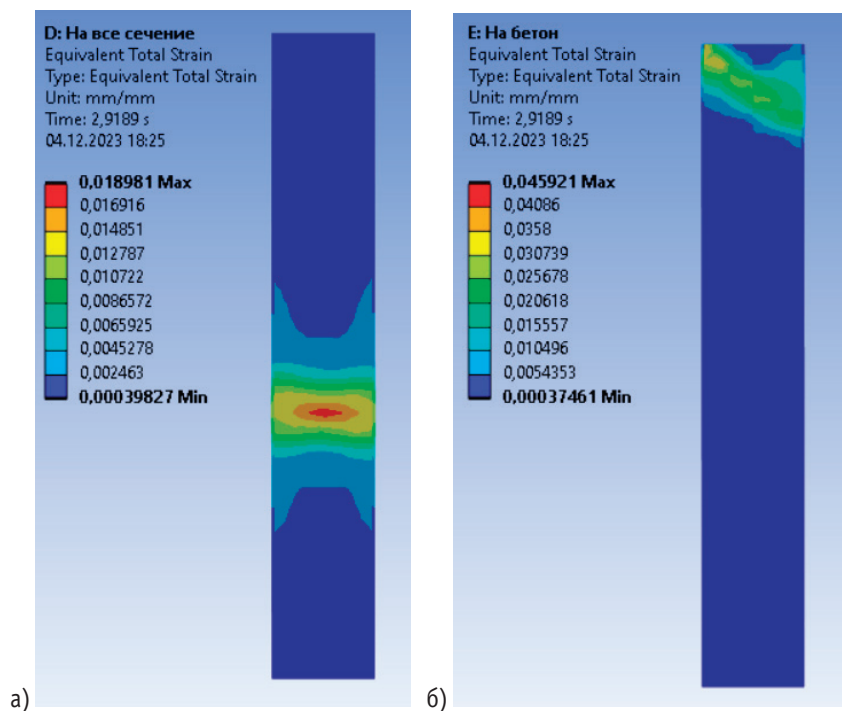 D: На все сечение
Equivalent Total Strain
Type: Equivalent Total Strain
Unit: mm/mm
Time: 2,9189 s
04.12.2023 18:25
0,018981 Max
0,016916
0,014851
0,012787
0,010722
0,0086572
0,0065925
0,0045278
0,002463
0,00039827 Min
а)
E: На бетон
Equivalent Total Strain
Type: Equivalent Total Strain
Unit: mm/mm
Time: 2,9189 s
04.12.2023 18:25
0,045921 Max
0,04086
0,0358
0,030739
0,025678
0,020618
0,015557
0,010496
0,0054353
0,00037461 Min
б)